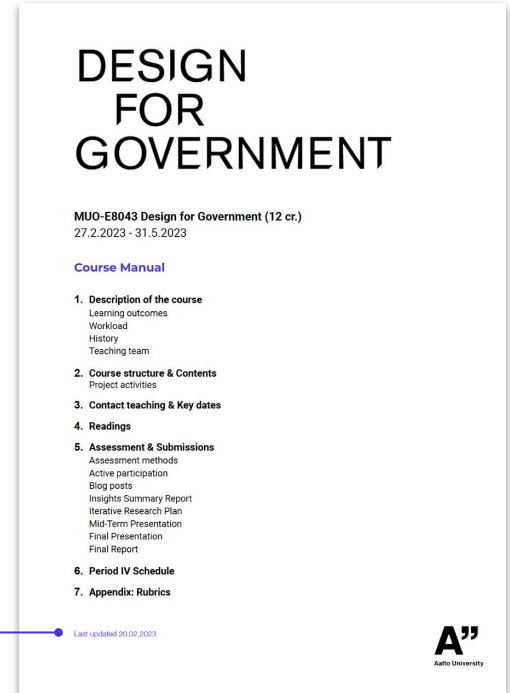 DESIGN
FOR
GOVERNMENT
MUO-E8043 Design for Government (12 cr.)
27.2.2023 - 31.5.2023
Course Manual
1. Description of the course
Learning outcomes
Workload
History
Teaching team
2. Course structure & Contents
Project activities
3. Contact teaching & Key dates
4. Readings
5. Assessment & Submissions
Assessment methods
Active participation
Blog posts
Insights Summary Report
Iterative Research Plan
Mid-Term Presentation
Final Presentation
Final Report
6. Period IV Schedule
7. Appendix: Rubrics
Last updated 20.02.2023
A”
Aalto University